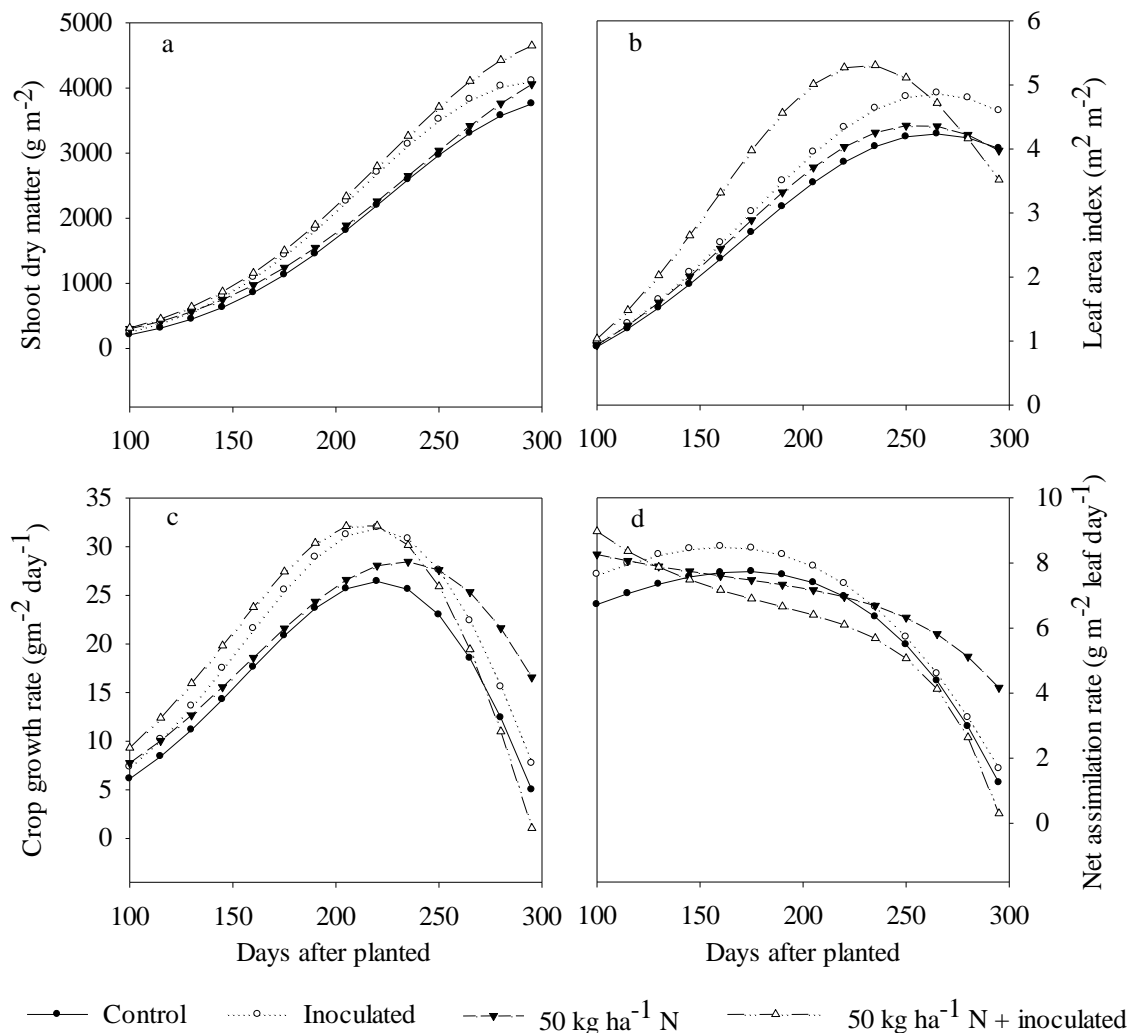 a
5000
4000
3000
2000
1000
0
Shoot dry matter (g m-2)
100 150 200 250 300
b
6
5
4
3
2
1
0
Leaf area index (m2 m-2)
100 150 200 250 300
c
35
30
25
20
15
10
5
0
Crop growth rate (gm-2 day-1)
100 150 200 250 300
Days after planted
d
10
8
6
4
2
0
Net assimilation rate (g m-2 leaf day-1)
100 150 200 250 300
Days after planted
Control Inoculated 50 kg ha-1 N 50 kg ha-1 N + inoculated